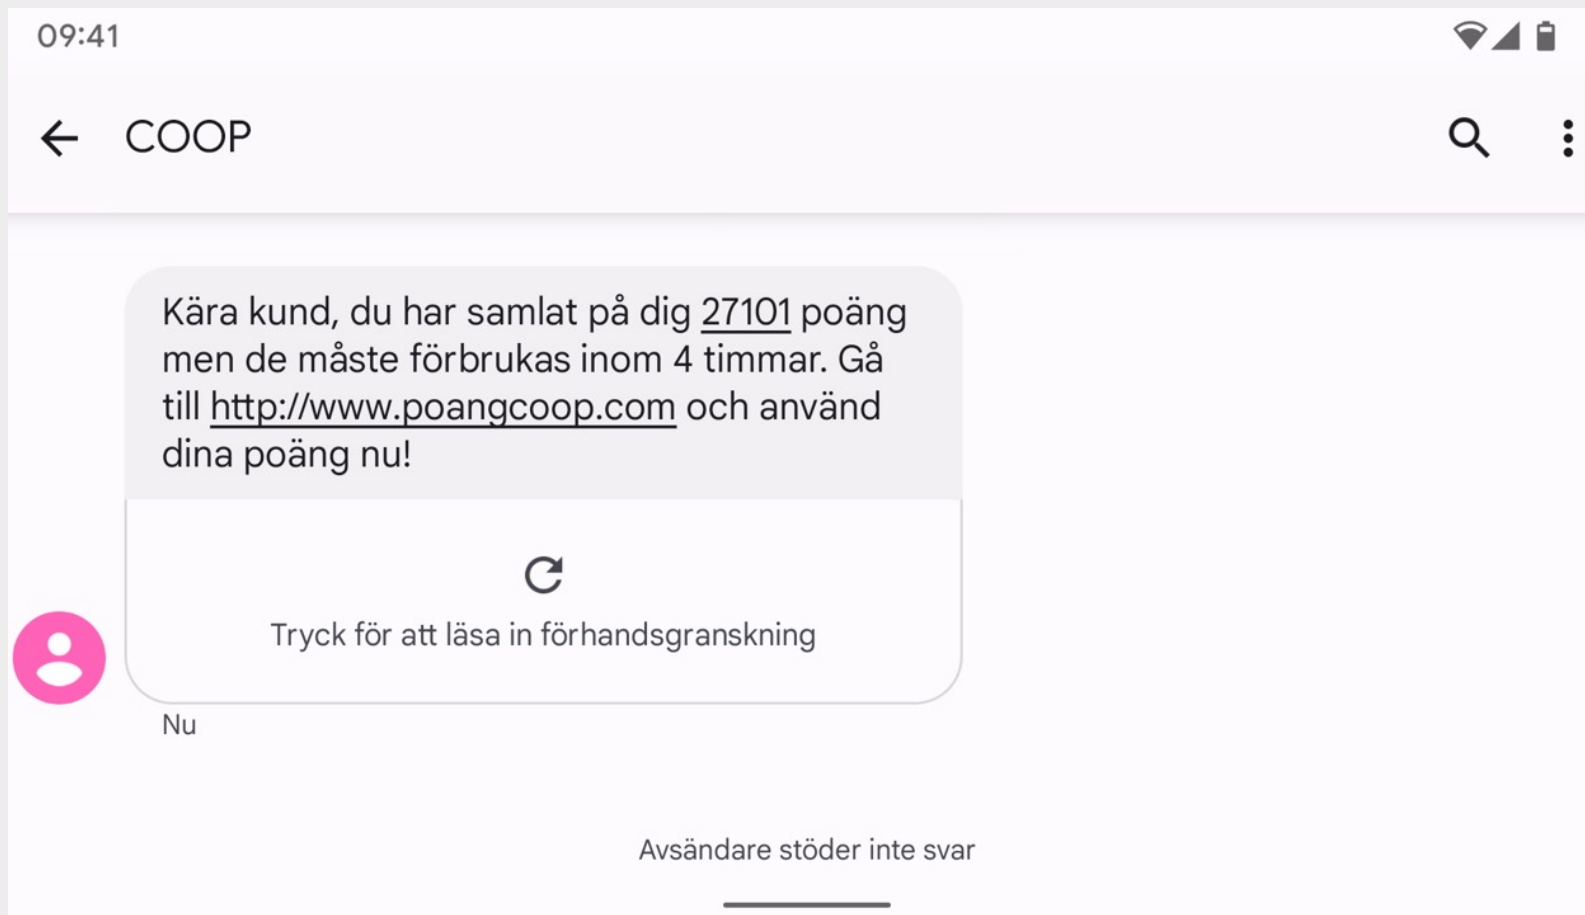 09:41
COOP
Kära kund, du har samlat på dig 27101 poäng
men de måste förbrukas inom 4 timmar. Gå
till http://www.poangcoop.com och använd
dina poäng nu!
Tryck för att läsa in förhandsgranskning
Nu
Avsändare stöder inte svar